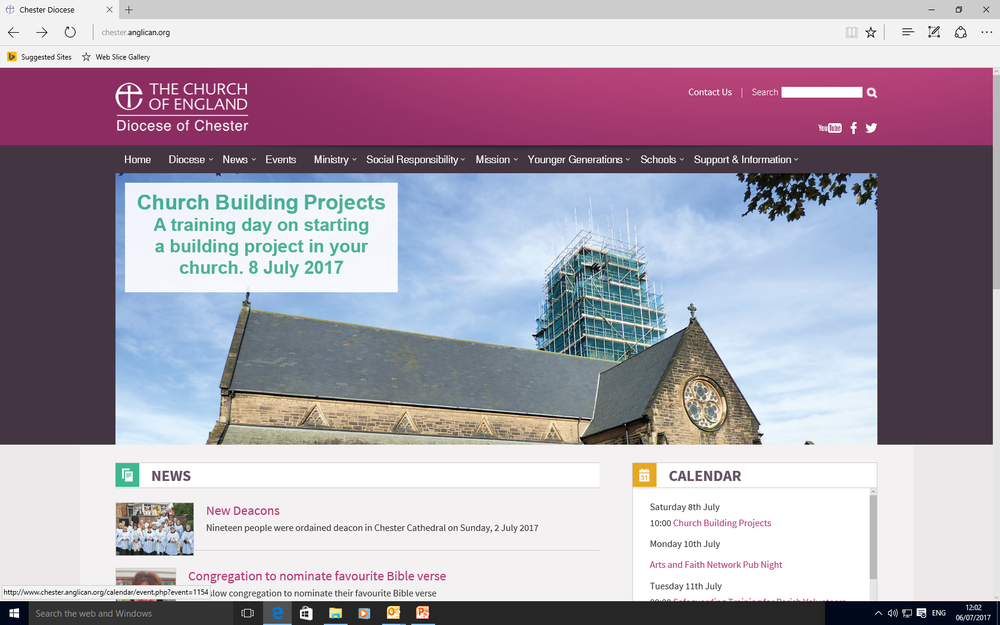 Chester Diocese
chester.anglican.org
Suggested Sites
Web Slice Gallery
THE CHURCH
OF ENGLAND
Diocese of Chester
Contact Us
Search
YouTube
Home
Diocese
News
Events
Ministry
Social Responsibility
Mission
Younger Generations
Schools
Support & Information
Church Building Projects
A training day on starting
a building project in your
church. 8 July 2017
NEWS
New Deacons
Nineteen people were ordained deacon in Chester Cathedral on Sunday, 2 July 2017
Congregation to nominate favourite Bible verse
slow congregation to nominate their favourite Bible verse
31
CALENDAR
Saturday 8th July
10:00 Church Building Projects
Monday 10th July
Arts and Faith Network Pub Night
Tuesday 11th July
Safeguarding Training for Parish Volunteers
http://www.chester.anglican.org/calendar/event.php?event=1154
Search the web and Windows
ENG
12:02
06/07/2017